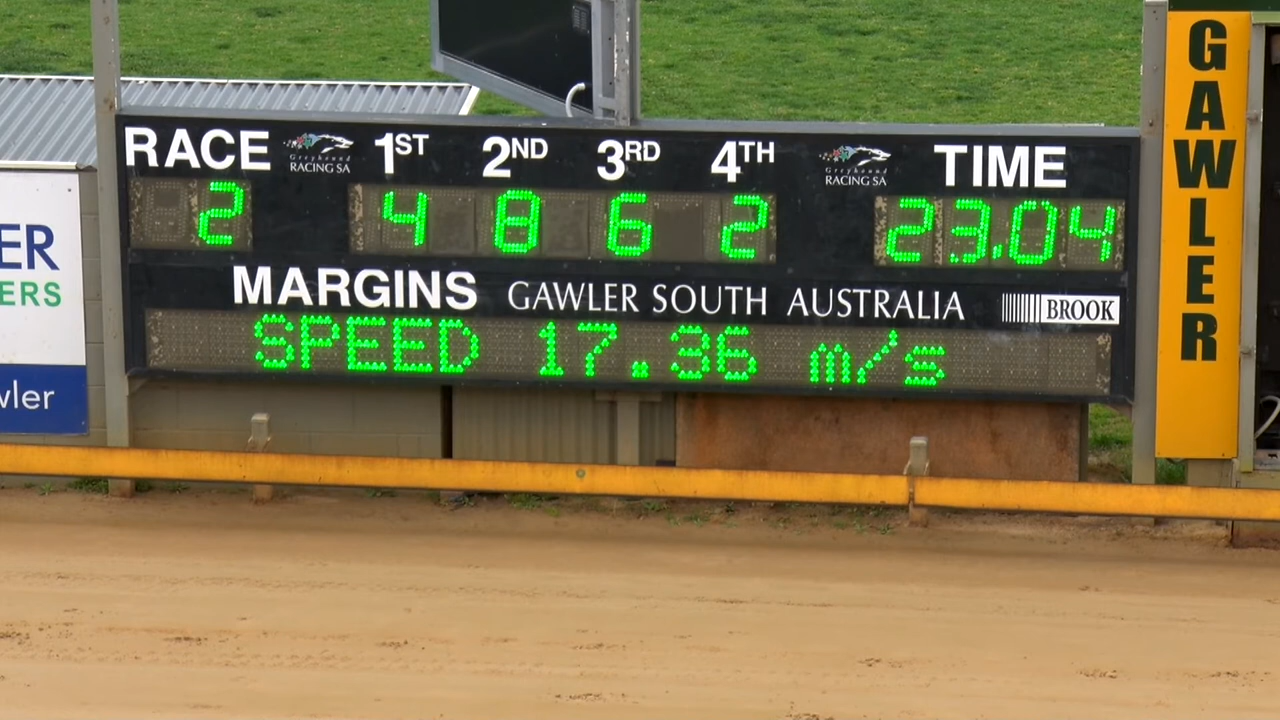 RACE Greyhound RACING SA 1ST 2ND 3RD 4TH Greyhound RACING SA TIME
2 4 8 6 2 23.04
MARGINS GAWLER SOUTH AUSTRALIA BROOK
SPEED 17.36 m/s
GAWLER
ER
ERS
wler